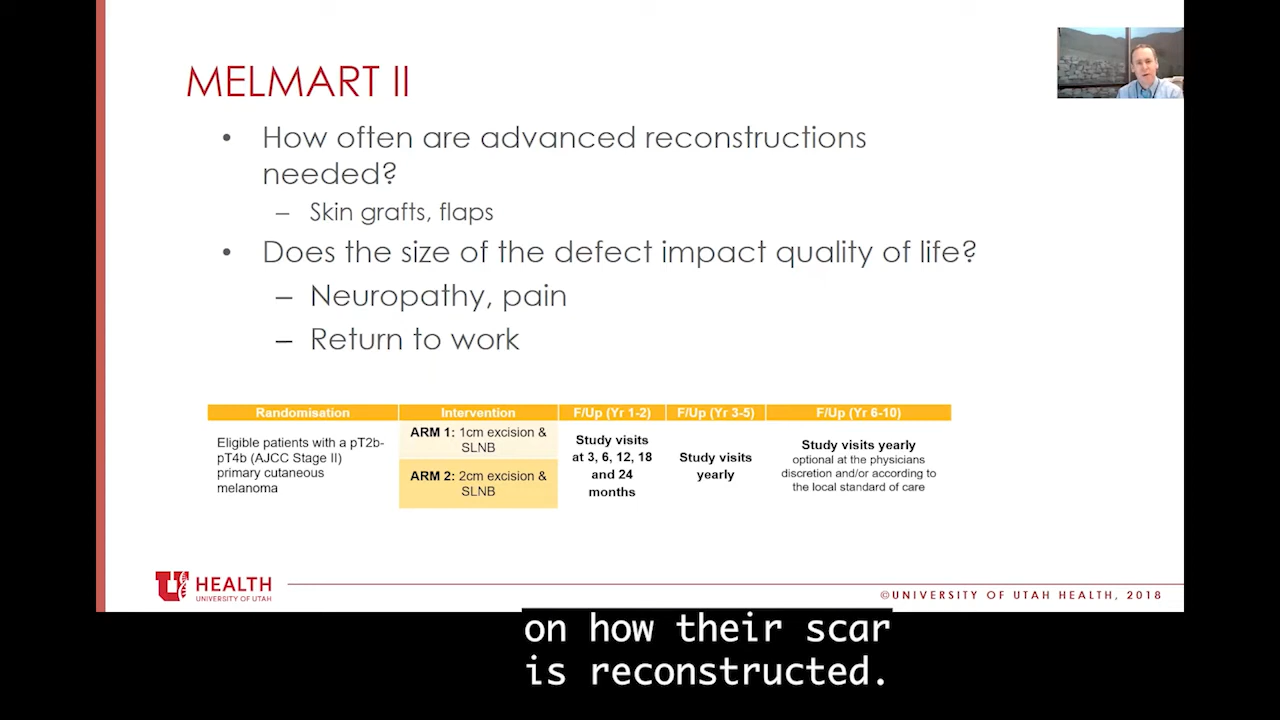 MELMART II
• How often are advanced reconstructions
needed?
– Skin grafts, flaps
• Does the size of the defect impact quality of life?
– Neuropathy, pain
– Return to work
Randomisation Intervention F/Up (Yr 1-2) F/Up (Yr 3-5) F/Up (Yr 6-10)
Eligible patients with a pT2b-
pT4b (AJCC Stage II)
primary cutaneous
melanoma
ARM 1: 1cm excision &
SLNB
ARM 2: 2cm excision &
SLNB
Study visits
at 3, 6, 12, 18
and 24
months
Study visits
yearly
Study visits yearly
optional at the physicians
discretion and/or according to
the local standard of care
U HEALTH
UNIVERSITY OF UTAH
©UNIVERSITY OF UTAH HEALTH, 2018
on how their scar
is reconstructed.